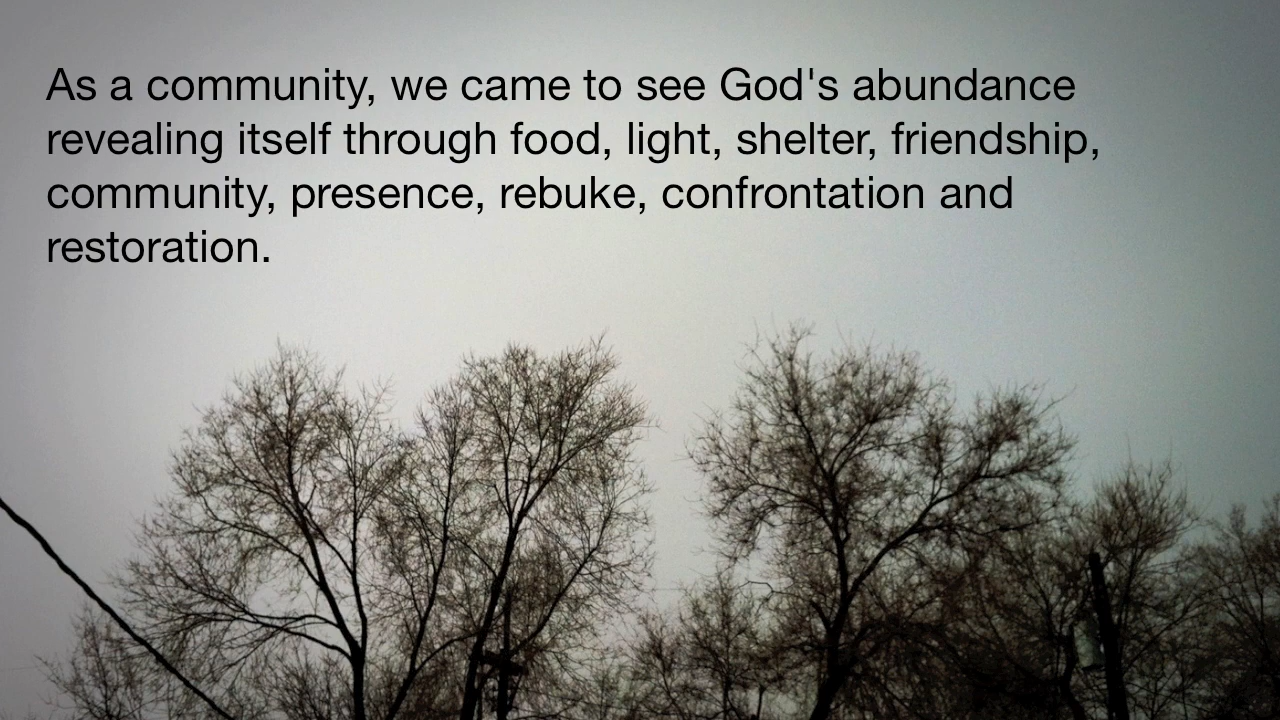 As a community, we came to see God's abundance
revealing itself through food, light, shelter, friendship,
community, presence, rebuke, confrontation and
restoration.